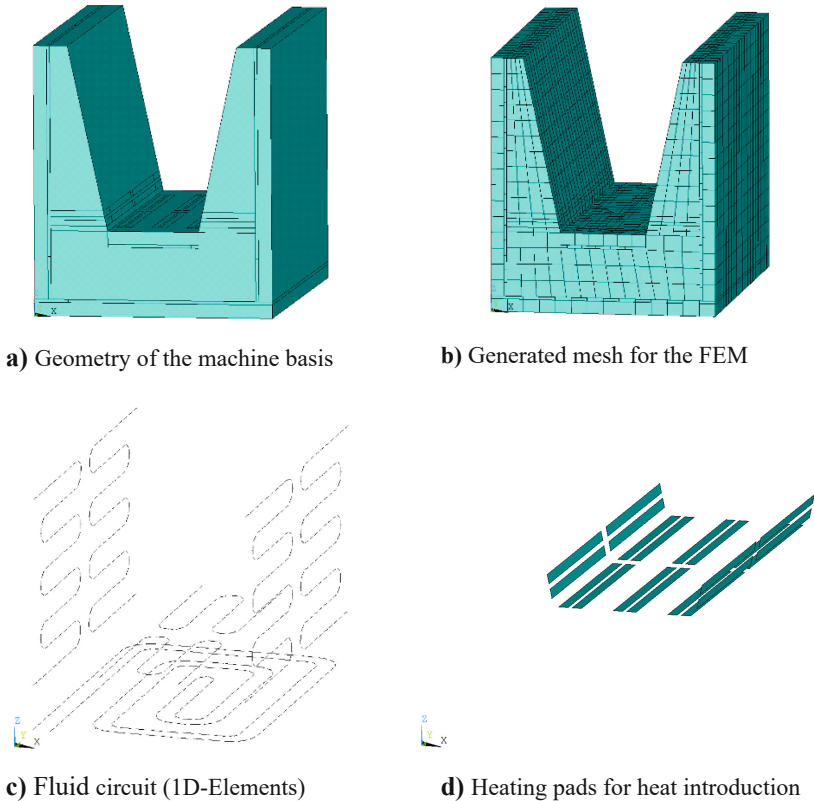 X
X
a) Geometry of the machine basis
b) Generated mesh for the FEM
Z
Y
X
Z
Y
X
c) Fluid circuit (1D-Elements)
d) Heating pads for heat introduction